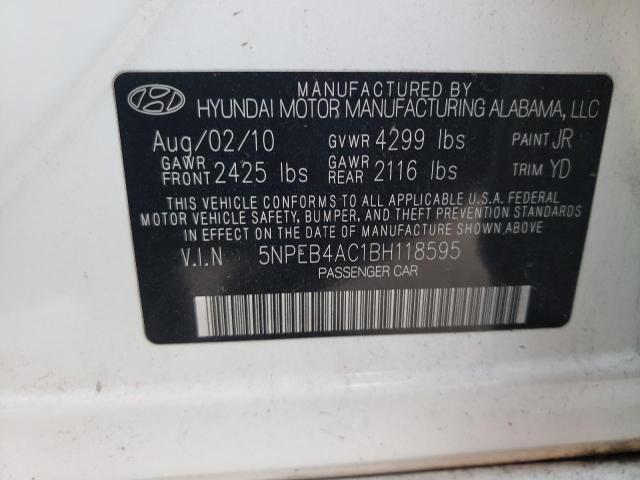 MANUFACTURED BY
HYUNDAI MOTOR MANUFACTURING ALABAMA, LLC
Aug/02/10 GVWR 4299 lbs PAINT JR
GAWR FRONT 2425 lbs GAWR REAR 2116 lbs TRIM YD
THIS VEHICLE CONFORMS TO ALL APPLICABLE U.S.A. FEDERAL
MOTOR VEHICLE SAFETY, BUMPER, AND THEFT PREVENTION STANDARDS
IN EFFECT ON THE DATE OF MANUFACTURE SHOWN ABOVE.
V.I.N 5NPEB4AC1BH118595
PASSENGER CAR